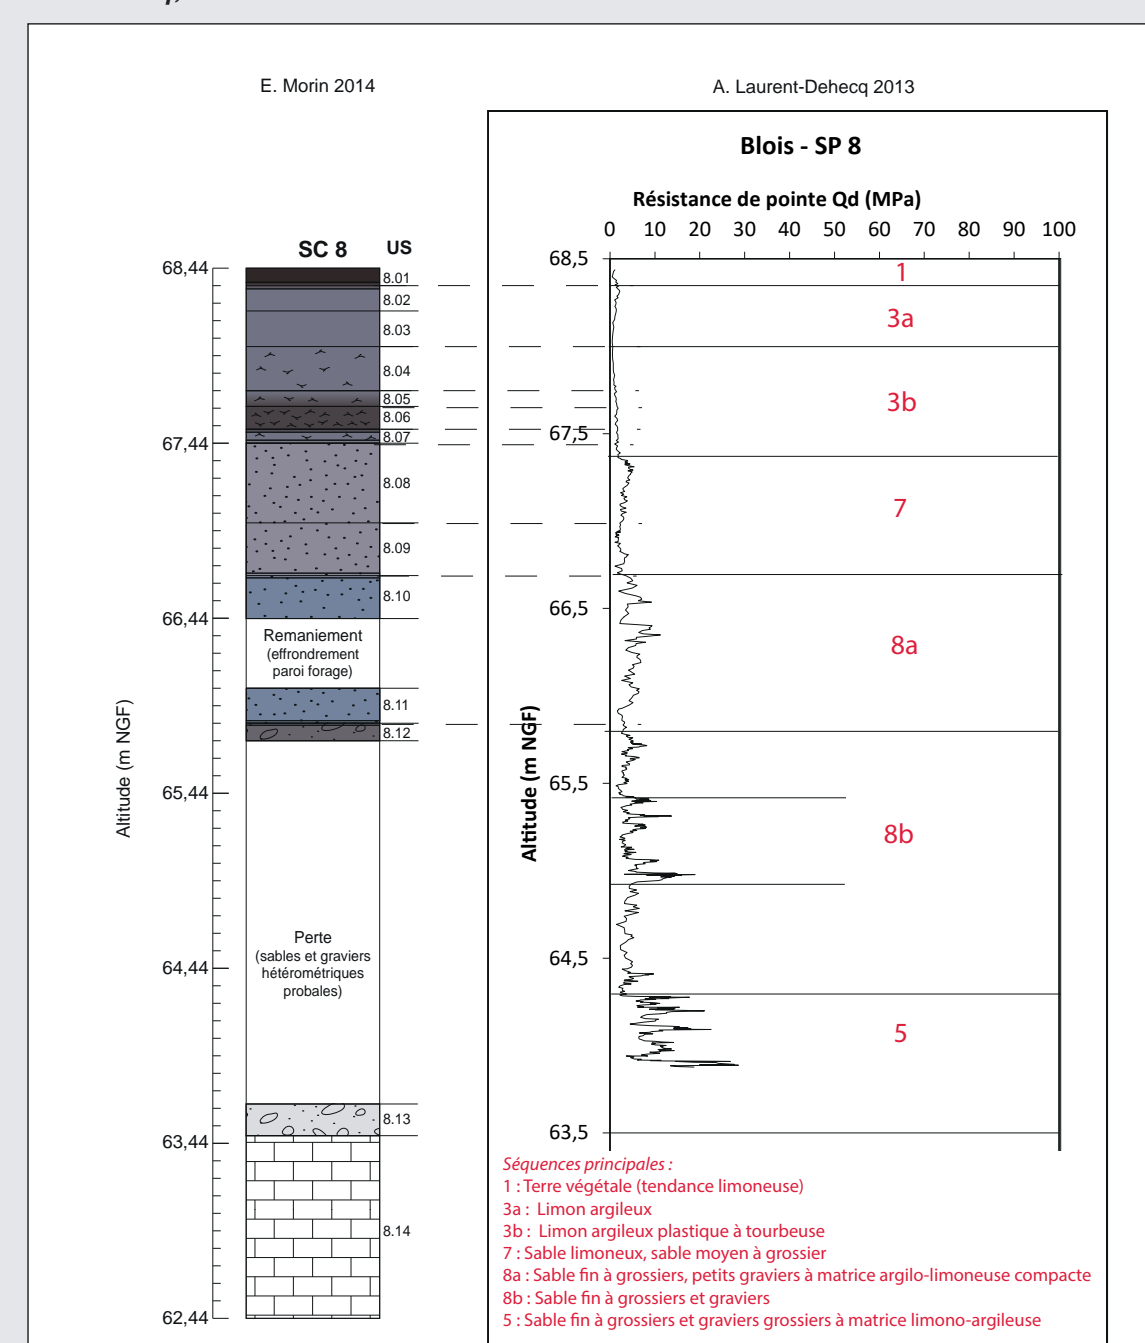 E. Morin 2014
A. Laurent-Dehecq 2013
Blois - SP 8
Résistance de pointe Qd (MPa)
0 10 20 30 40 50 60 70 80 90 100
SC 8 US
68,44
67,44
66,44
65,44
64,44
63,44
62,44
Altitude (m NGF)
8.01
8.02
8.03
8.04
8.05
8.06
8.07
8.08
8.09
8.10
Remaniement
(effrondrement
paroi forage)
8.11
8.12
Perte
(sables et graviers
hétérométriques
probales)
8.13
8.14
68,5
67,5
66,5
65,5
64,5
63,5
Altitude (m NGF)
1
3a
3b
7
8a
8b
5
Séquences principales :
1 : Terre végétale (tendance limoneuse)
3a : Limon argileux
3b : Limon argileux plastique à tourbeuse
7 : Sable limoneux, sable moyen à grossier
8a : Sable fin à grossiers, petits graviers à matrice argilo-limoneuse compacte
8b : Sable fin à grossiers et graviers
5 : Sable fin à grossiers et graviers grossiers à matrice limono-argileuse